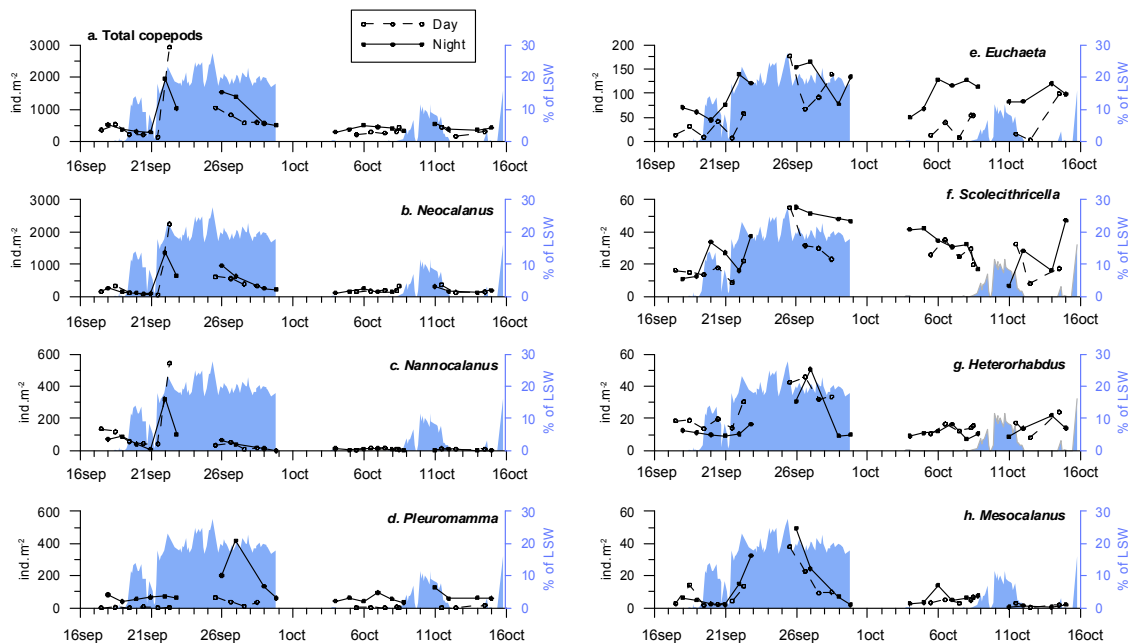 a. Total copepods
Day
Night
3000
2000
1000
0
ind.m-2
30
20
10
0
% of LSW
16sep 21sep 26sep 1oct 6oct 11oct 16oct
b. Neocalanus
3000
2000
1000
0
ind.m-2
30
20
10
0
% of LSW
16sep 21sep 26sep 1oct 6oct 11oct 16oct
c. Nannocalanus
600
400
200
0
ind.m-2
30
20
10
0
% of LSW
16sep 21sep 26sep 1oct 6oct 11oct 16oct
d. Pleuromamma
600
400
200
0
ind.m-2
30
20
10
0
% of LSW
16sep 21sep 26sep 1oct 6oct 11oct 16oct
e. Euchaeta
200
150
100
50
0
ind.m-2
30
20
10
0
% of LSW
16sep 21sep 26sep 1oct 6oct 11oct 16oct
f. Scolecithricella
60
40
20
0
ind.m-2
30
20
10
0
% of LSW
16sep 21sep 26sep 1oct 6oct 11oct 16oct
g. Heterorhabdus
60
40
20
0
ind.m-2
30
20
10
0
% of LSW
16sep 21sep 26sep 1oct 6oct 11oct 16oct
h. Mesocalanus
60
40
20
0
ind.m-2
30
20
10
0
% of LSW
16sep 21sep 26sep 1oct 6oct 11oct 16oct